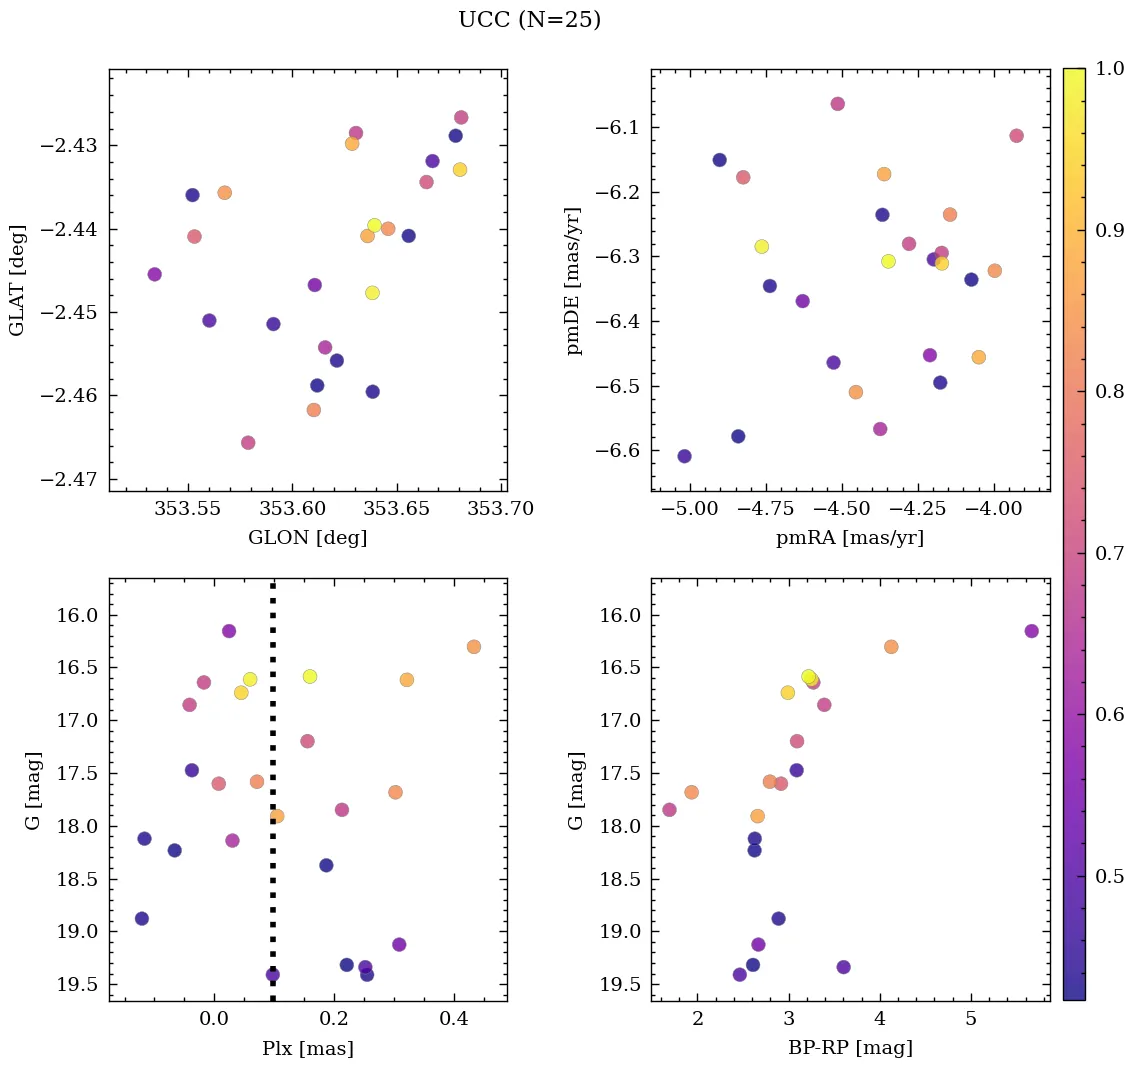 UCC (N=25)
−2.43
−2.44
−2.45
−2.46
−2.47
GLAT [deg]
353.55 353.60 353.65 353.70
GLON [deg]
−6.1
−6.2
−6.3
−6.4
−6.5
−6.6
pmDE [mas/yr]
−5.00 −4.75 −4.50 −4.25 −4.00
pmRA [mas/yr]
1.0
0.9
0.8
0.7
0.6
0.5
16.0
16.5
17.0
17.5
18.0
18.5
19.0
19.5
G [mag]
0.0 0.2 0.4
Plx [mas]
16.0
16.5
17.0
17.5
18.0
18.5
19.0
19.5
G [mag]
2 3 4 5
BP-RP [mag]